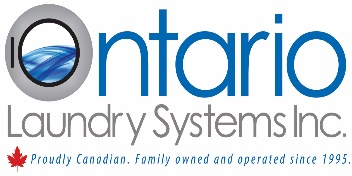 Ontario
Laundry Systems Inc.
Proudly Canadian. Family owned and operated since 1995.